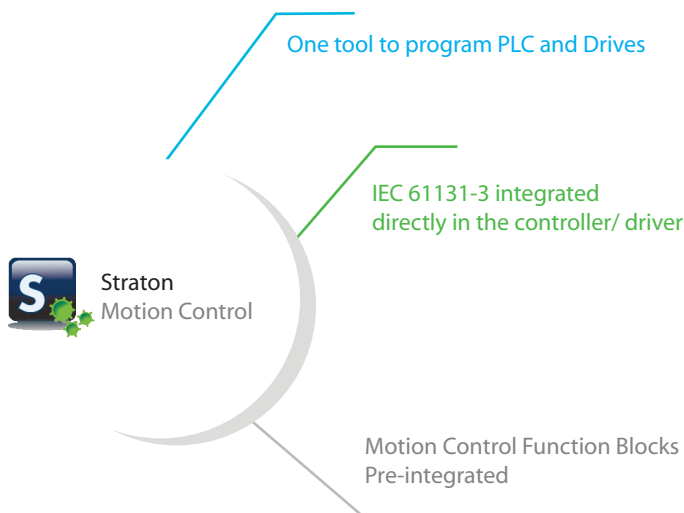 One tool to program PLC and Drives
IEC 61131-3 integrated
directly in the controller/ driver
S
Straton
Motion Control
Motion Control Function Blocks
Pre-integrated